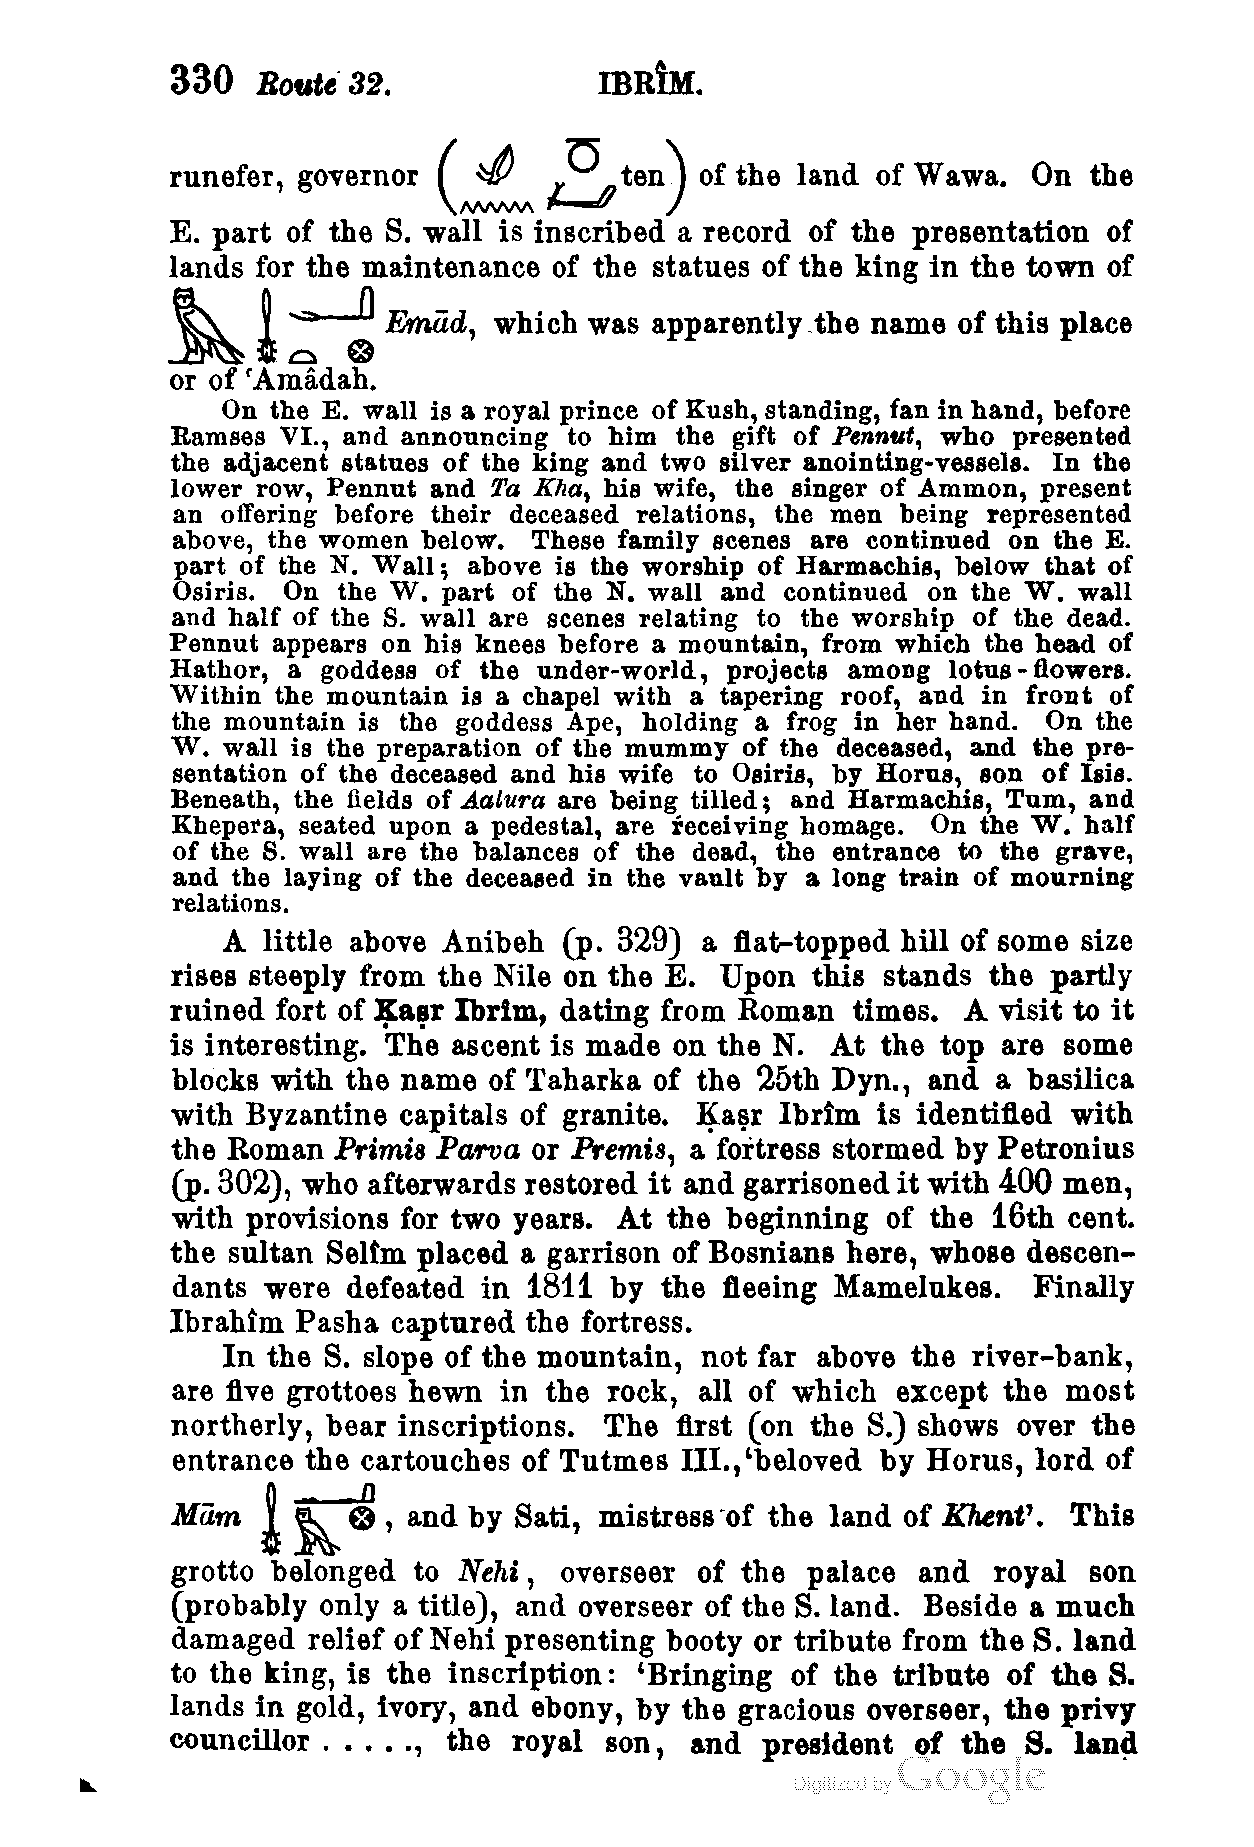 330 Route 32. IBRÎM.
runefer, governor ( ten ) of the land of Wawa. On the
E. part of the S. wall is inscribed a record of the presentation of
lands for the maintenance of the statues of the king in the town of
Emād, which was apparently the name of this place
or of ʿAmâdah.
On the E. wall is a royal prince of Kush, standing, fan in hand, before
Ramses VI., and announcing to him the gift of Pennut, who presented
the adjacent statues of the king and two silver anointing-vessels. In the
lower row, Pennut and Ta Kha, his wife, the singer of Ammon, present
an offering before their deceased relations, the men being represented
above, the women below. These family scenes are continued on the E.
part of the N. Wall; above is the worship of Harmachis, below that of
Osiris. On the W. part of the N. wall and continued on the W. wall
and half of the S. wall are scenes relating to the worship of the dead.
Pennut appears on his knees before a mountain, from which the head of
Hathor, a goddess of the under-world, projects among lotus-flowers.
Within the mountain is a chapel with a tapering roof, and in front of
the mountain is the goddess Ape, holding a frog in her hand. On the
W. wall is the preparation of the mummy of the deceased, and the pre-
sentation of the deceased and his wife to Osiris, by Horus, son of Isis.
Beneath, the fields of Aalura are being tilled; and Harmachis, Tum, and
Khepera, seated upon a pedestal, are receiving homage. On the W. half
of the S. wall are the balances of the dead, the entrance to the grave,
and the laying of the deceased in the vault by a long train of mourning
relations.
A little above Anibeh (p. 329) a flat-topped hill of some size
rises steeply from the Nile on the E. Upon this stands the partly
ruined fort of Ḳaṣr Ibrîm, dating from Roman times. A visit to it
is interesting. The ascent is made on the N. At the top are some
blocks with the name of Taharka of the 25th Dyn., and a basilica
with Byzantine capitals of granite. Ḳaṣr Ibrîm is identified with
the Roman Primis Parva or Premis, a fortress stormed by Petronius
(p. 302), who afterwards restored it and garrisoned it with 400 men,
with provisions for two years. At the beginning of the 16th cent.
the sultan Selîm placed a garrison of Bosnians here, whose descen-
dants were defeated in 1811 by the fleeing Mamelukes. Finally
Ibrahîm Pasha captured the fortress.
In the S. slope of the mountain, not far above the river-bank,
are five grottoes hewn in the rock, all of which except the most
northerly, bear inscriptions. The first (on the S.) shows over the
entrance the cartouches of Tutmes III., ‘beloved by Horus, lord of
Mām , and by Sati, mistress of the land of Khent’. This
grotto belonged to Nehi, overseer of the palace and royal son
(probably only a title), and overseer of the S. land. Beside a much
damaged relief of Nehi presenting booty or tribute from the S. land
to the king, is the inscription: ‘Bringing of the tribute of the S.
lands in gold, ivory, and ebony, by the gracious overseer, the privy
councillor . . . . ., the royal son, and president of the S. land
Digitized by Google